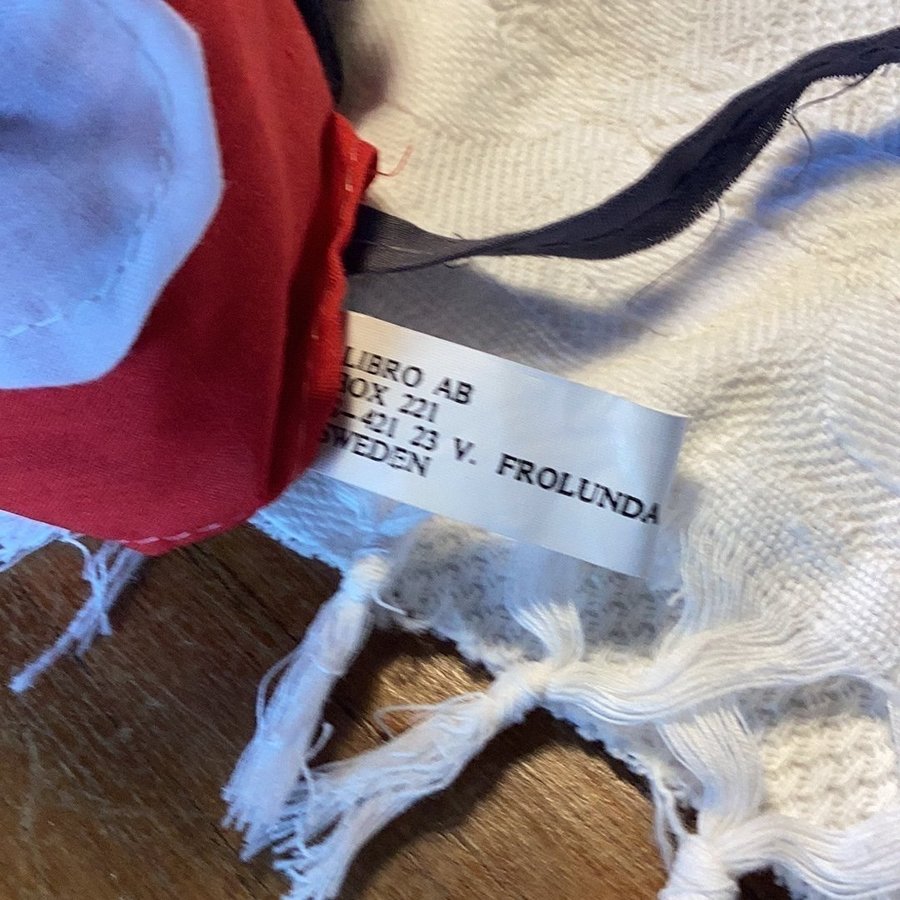 LIBRO AB
BOX 221
S-421 23 V. FROLUNDA
SWEDEN